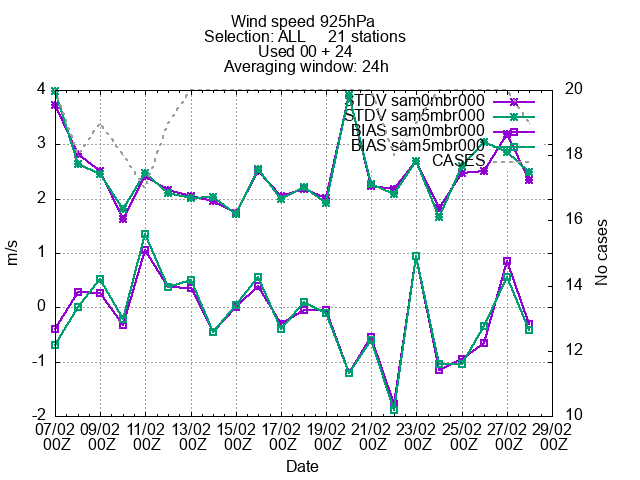 Wind speed 925hPa
Selection: ALL 21 stations
Used 00 + 24
Averaging window: 24h
STDV sam0mbr000
STDV sam5mbr000
BIAS sam0mbr000
BIAS sam5mbr000
CASES
4
3
2
1
0
-1
-2
m/s
20
18
16
14
12
10
No cases
07/02 09/02 11/02 13/02 15/02 17/02 19/02 21/02 23/02 25/02 27/02 29/02
00Z 00Z 00Z 00Z 00Z 00Z 00Z 00Z 00Z 00Z 00Z 00Z
Date